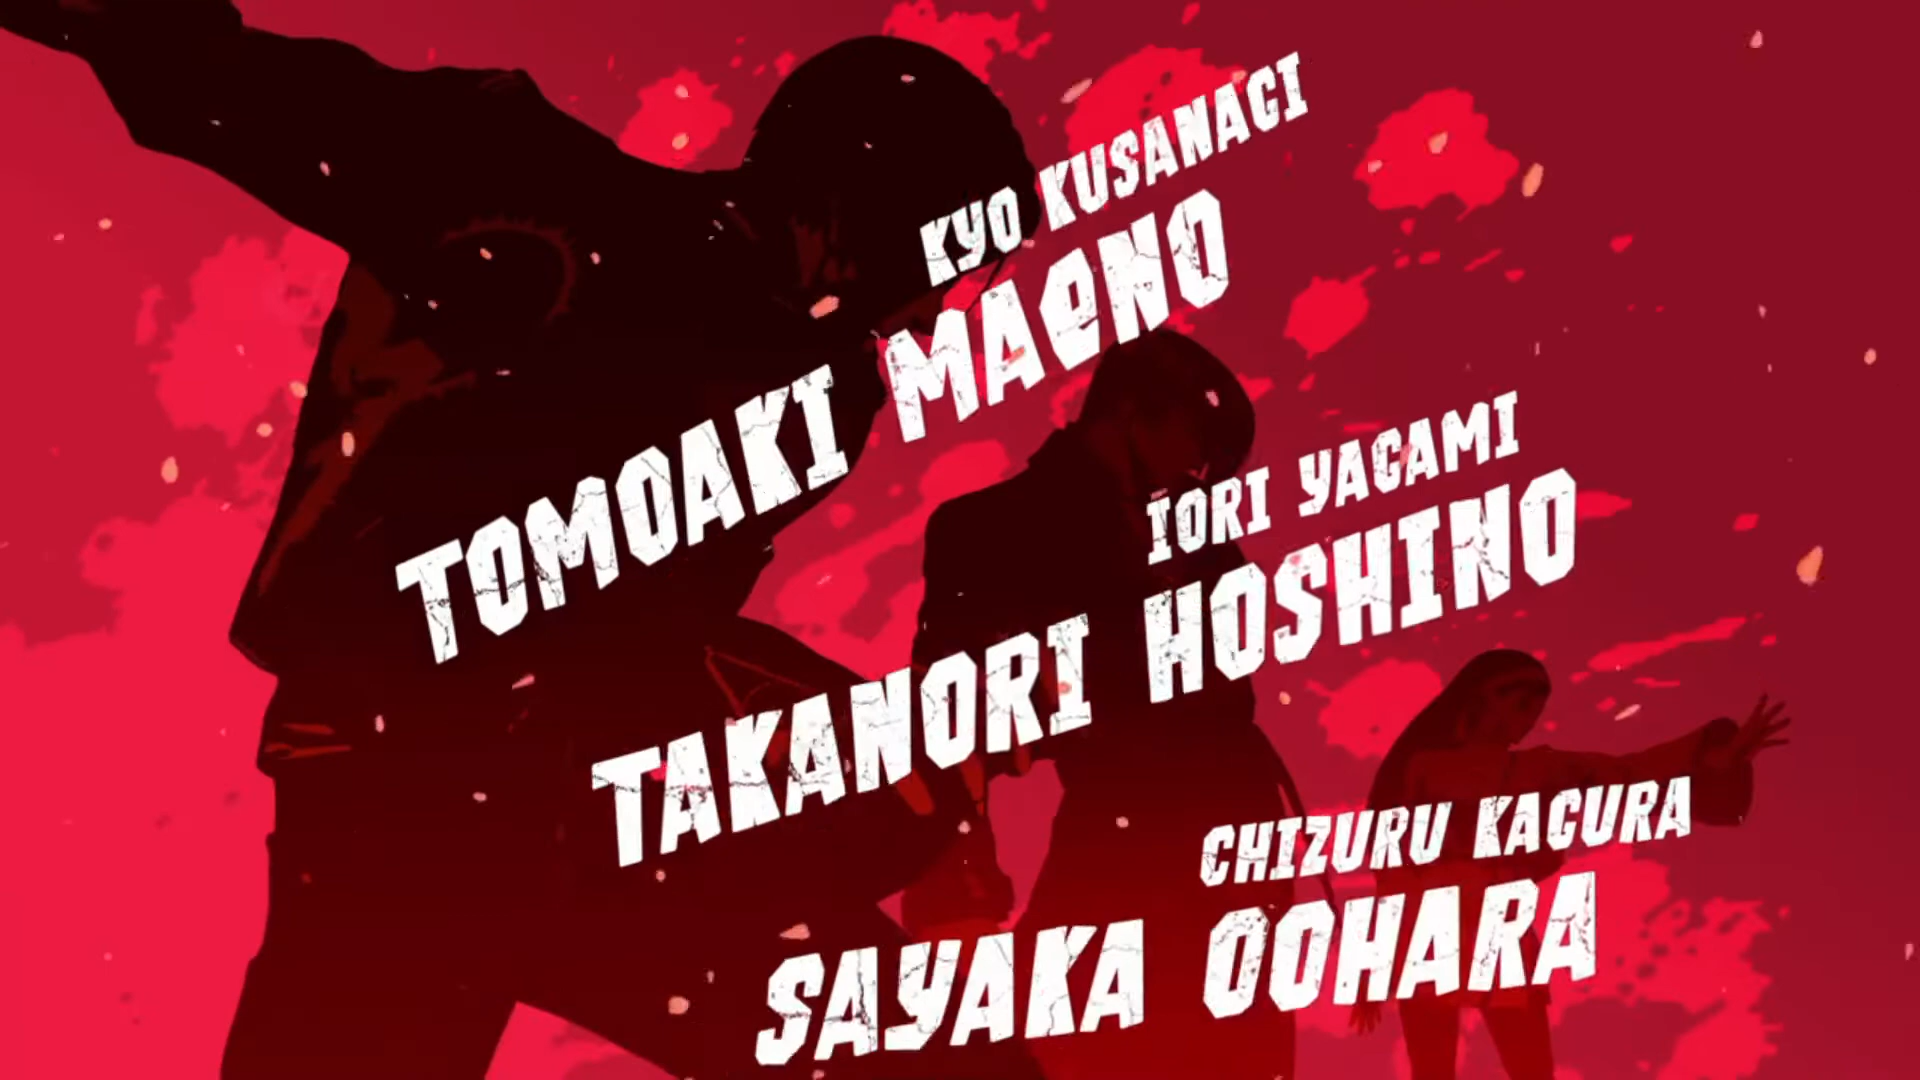 KYO KUSANAGI
TOMOAKI MAENO
IORI YAGAMI
TAKANORI HOSHINO
CHIZURU KAGURA
SAYAKA OOHARA